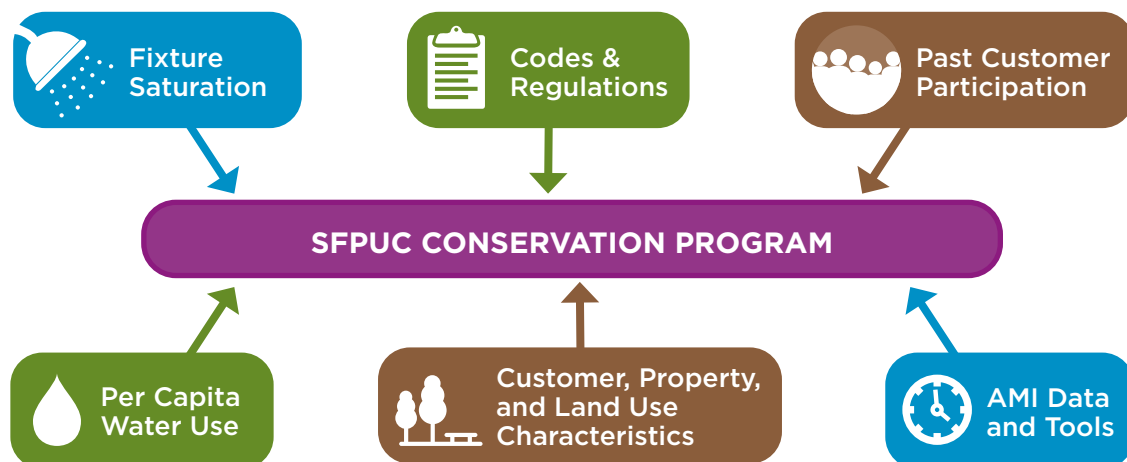 Fixture
Saturation
Codes &
Regulations
Past Customer
Participation
SFPUC CONSERVATION PROGRAM
Per Capita
Water Use
Customer, Property,
and Land Use
Characteristics
AMI Data
and Tools